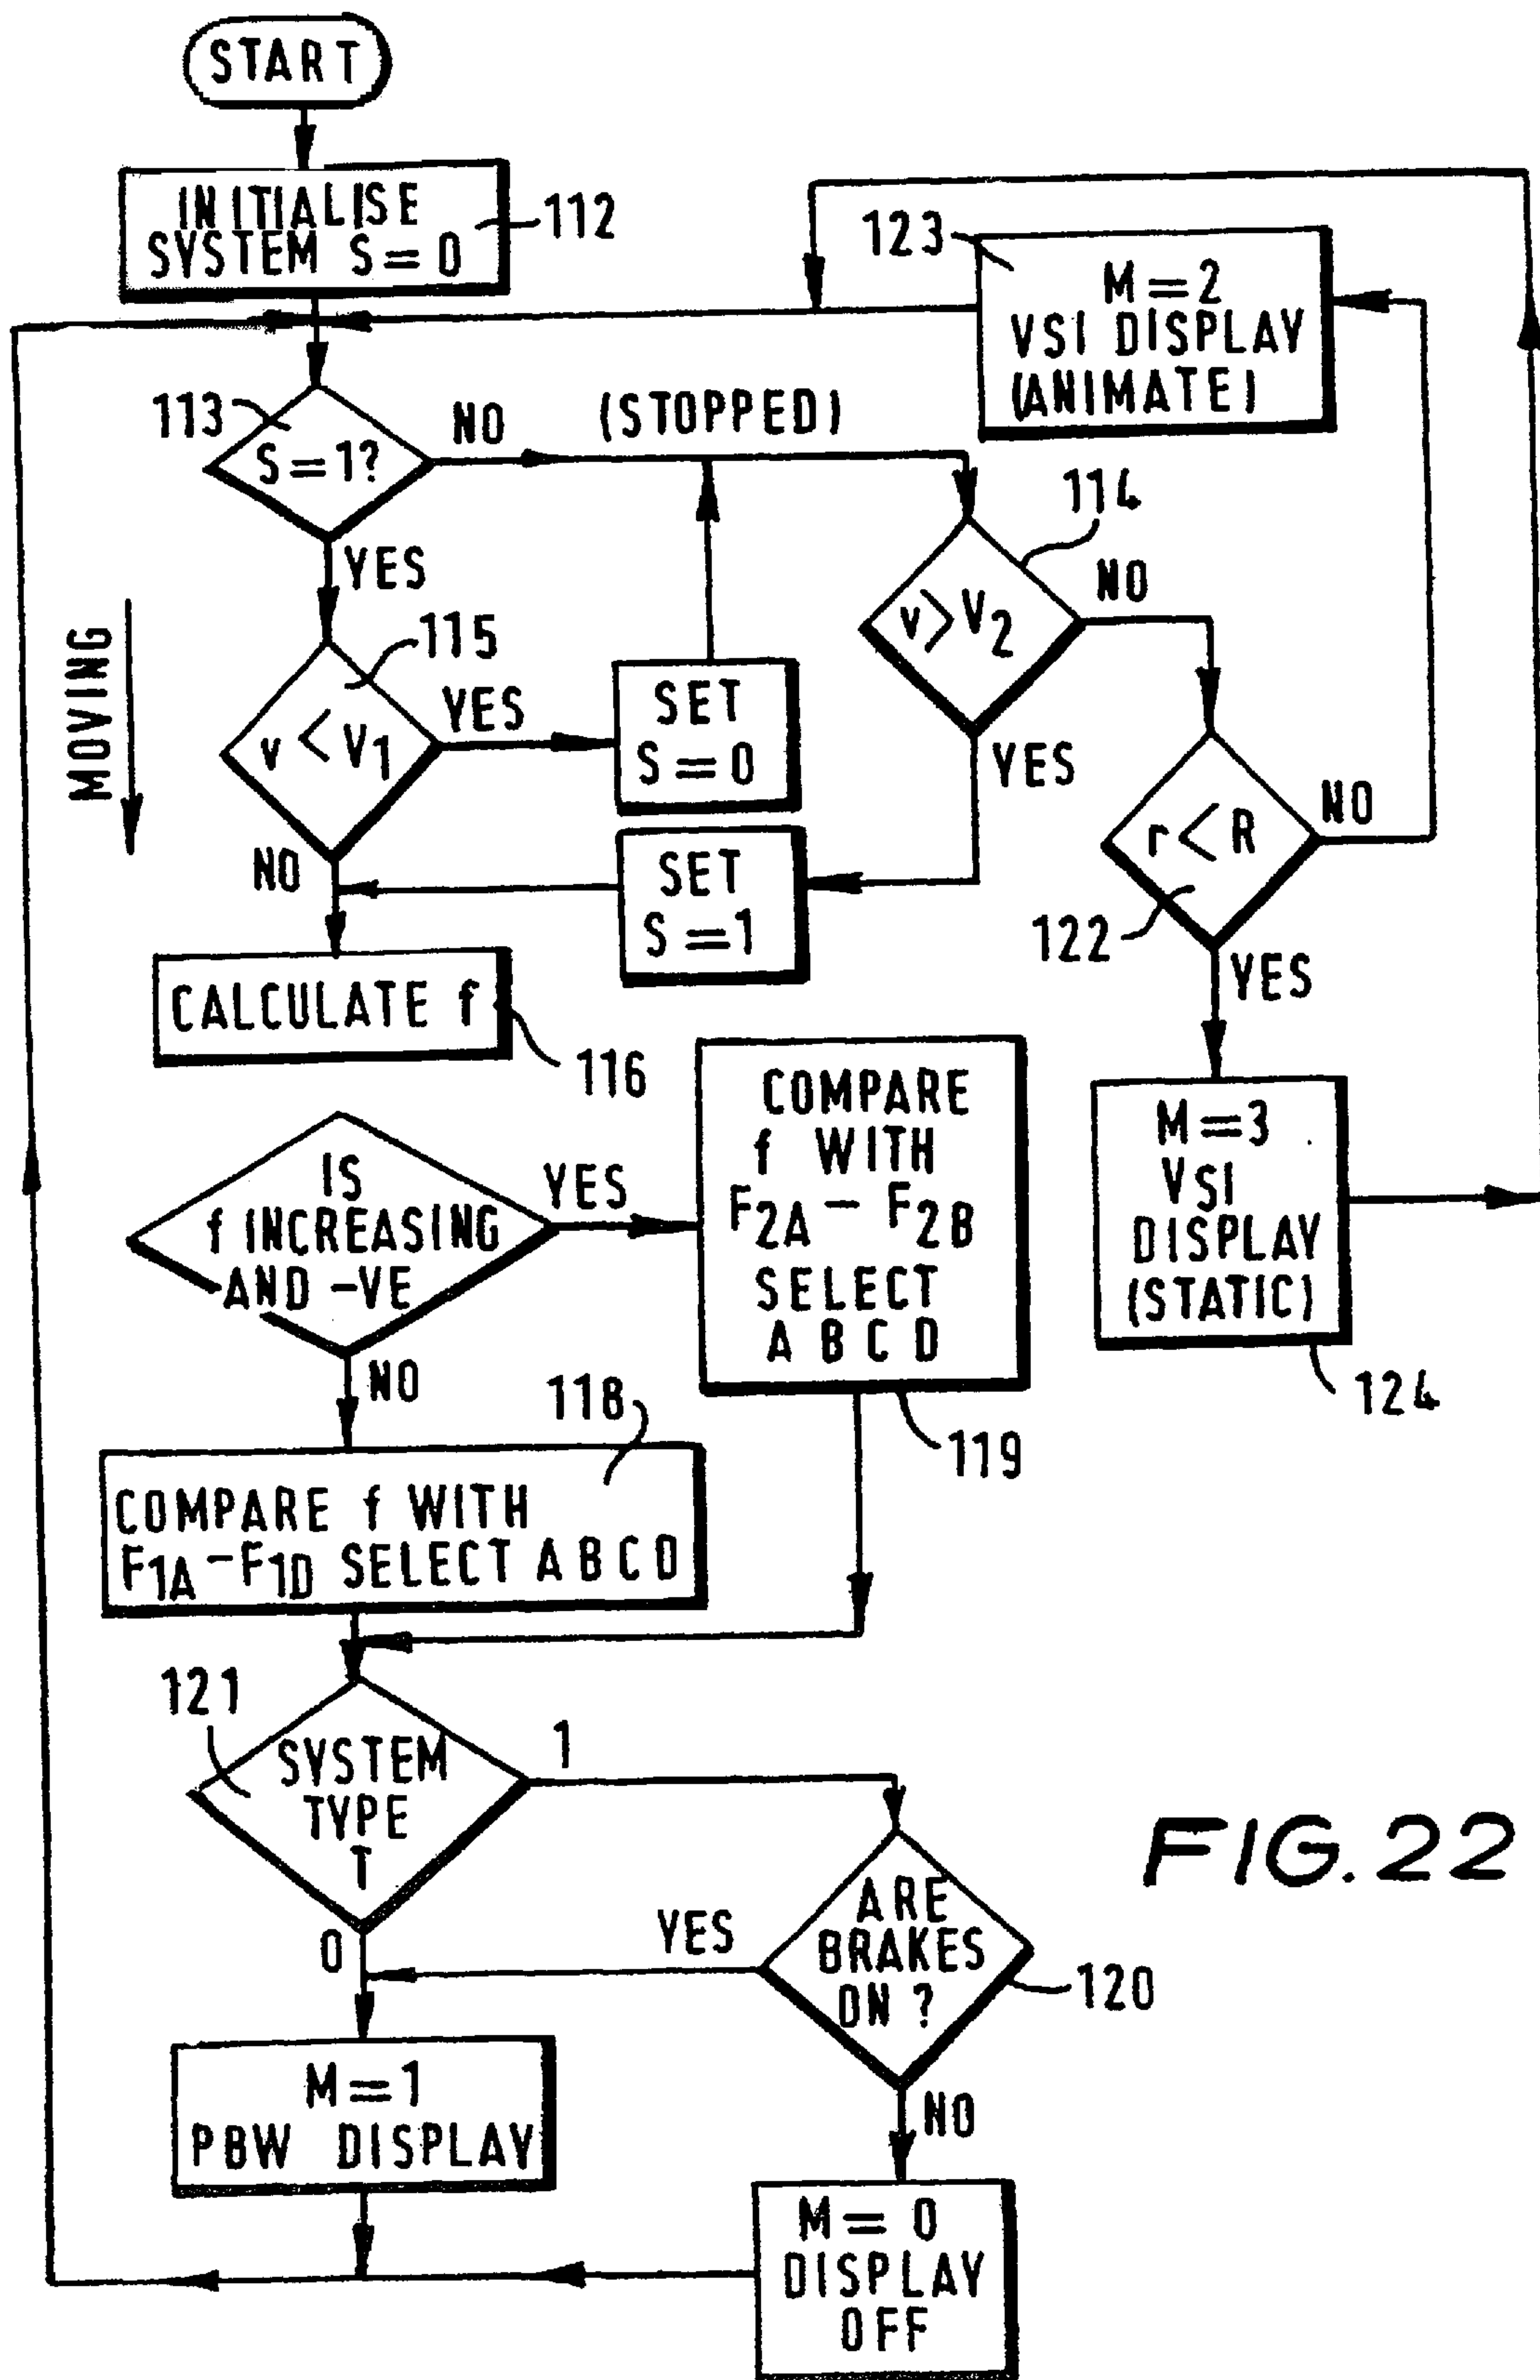 START
INITIALISE
SYSTEM S=0
112
123
M=2
VSI DISPLAY
(ANIMATE)
113
S=1?
NO
(STOPPED)
114
YES
v>V2
NO
MOVING
115
v<V1
YES
SET
S=0
YES
r<R
NO
122
NO
SET
S=1
YES
CALCULATE f
116
COMPARE
f WITH
F2A – F2B
SELECT
A B C D
119
M=3
VSI
DISPLAY
(STATIC)
124
IS
f INCREASING
AND -VE
YES
NO
118
COMPARE f WITH
F1A–F1D SELECT A B C D
121
SYSTEM
TYPE
T
1
0
FIG.22
ARE
BRAKES
ON?
YES
120
NO
M=1
PBW DISPLAY
M=0
DISPLAY
OFF